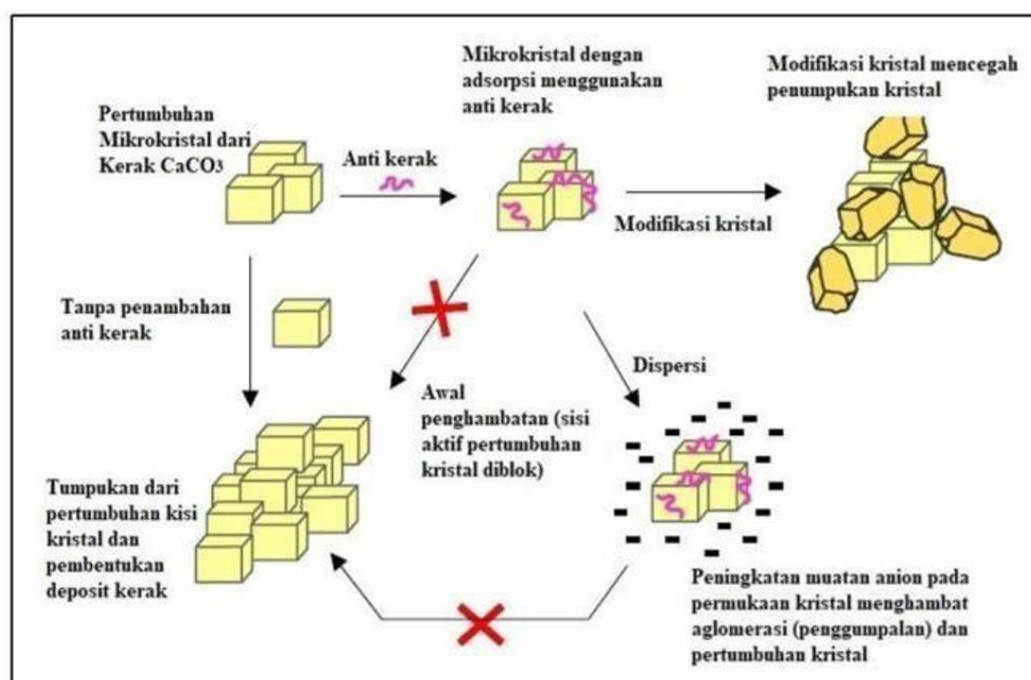 Pertumbuhan
Mikrokristal dari
Kerak CaCO3
Anti kerak
Mikrokristal dengan
adsorpsi menggunakan
anti kerak
Modifikasi kristal
Modifikasi kristal mencegah
penumpukan kristal
Tanpa penambahan
anti kerak
Awal
penghambatan (sisi
aktif pertumbuhan
kristal diblok)
Dispersi
Tumpukan dari
pertumbuhan kisi
kristal dan
pembentukan
deposit kerak
Peningkatan muatan anion pada
permukaan kristal menghambat
aglomerasi (penggumpalan) dan
pertumbuhan kristal